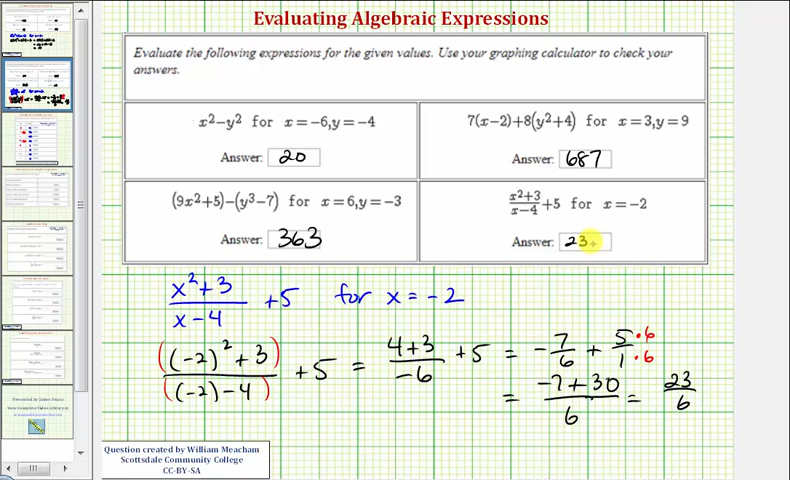 Evaluating Algebraic Expressions
Evaluate the following expressions for the given values. Use your graphing calculator to check your
answers.
x²−y² for x=−6,y=−4
Answer: 20
7(x−2)+8(y²+4) for x=3,y=9
Answer: 687
(9x²+5)−(y³−7) for x=6,y=−3
Answer: 363
(x²+3)/(x−4)+5 for x=−2
Answer: 23
(x²+3)/(x−4) +5 for x = −2
((−2)²+3)/((−2)−4) + 5 = (4+3)/(−6) + 5 = −7/6 + 5/1 ·6/·6
= (−7+30)/6 = 23/6
Question created by William Meacham
Scottsdale Community College
CC-BY-SA